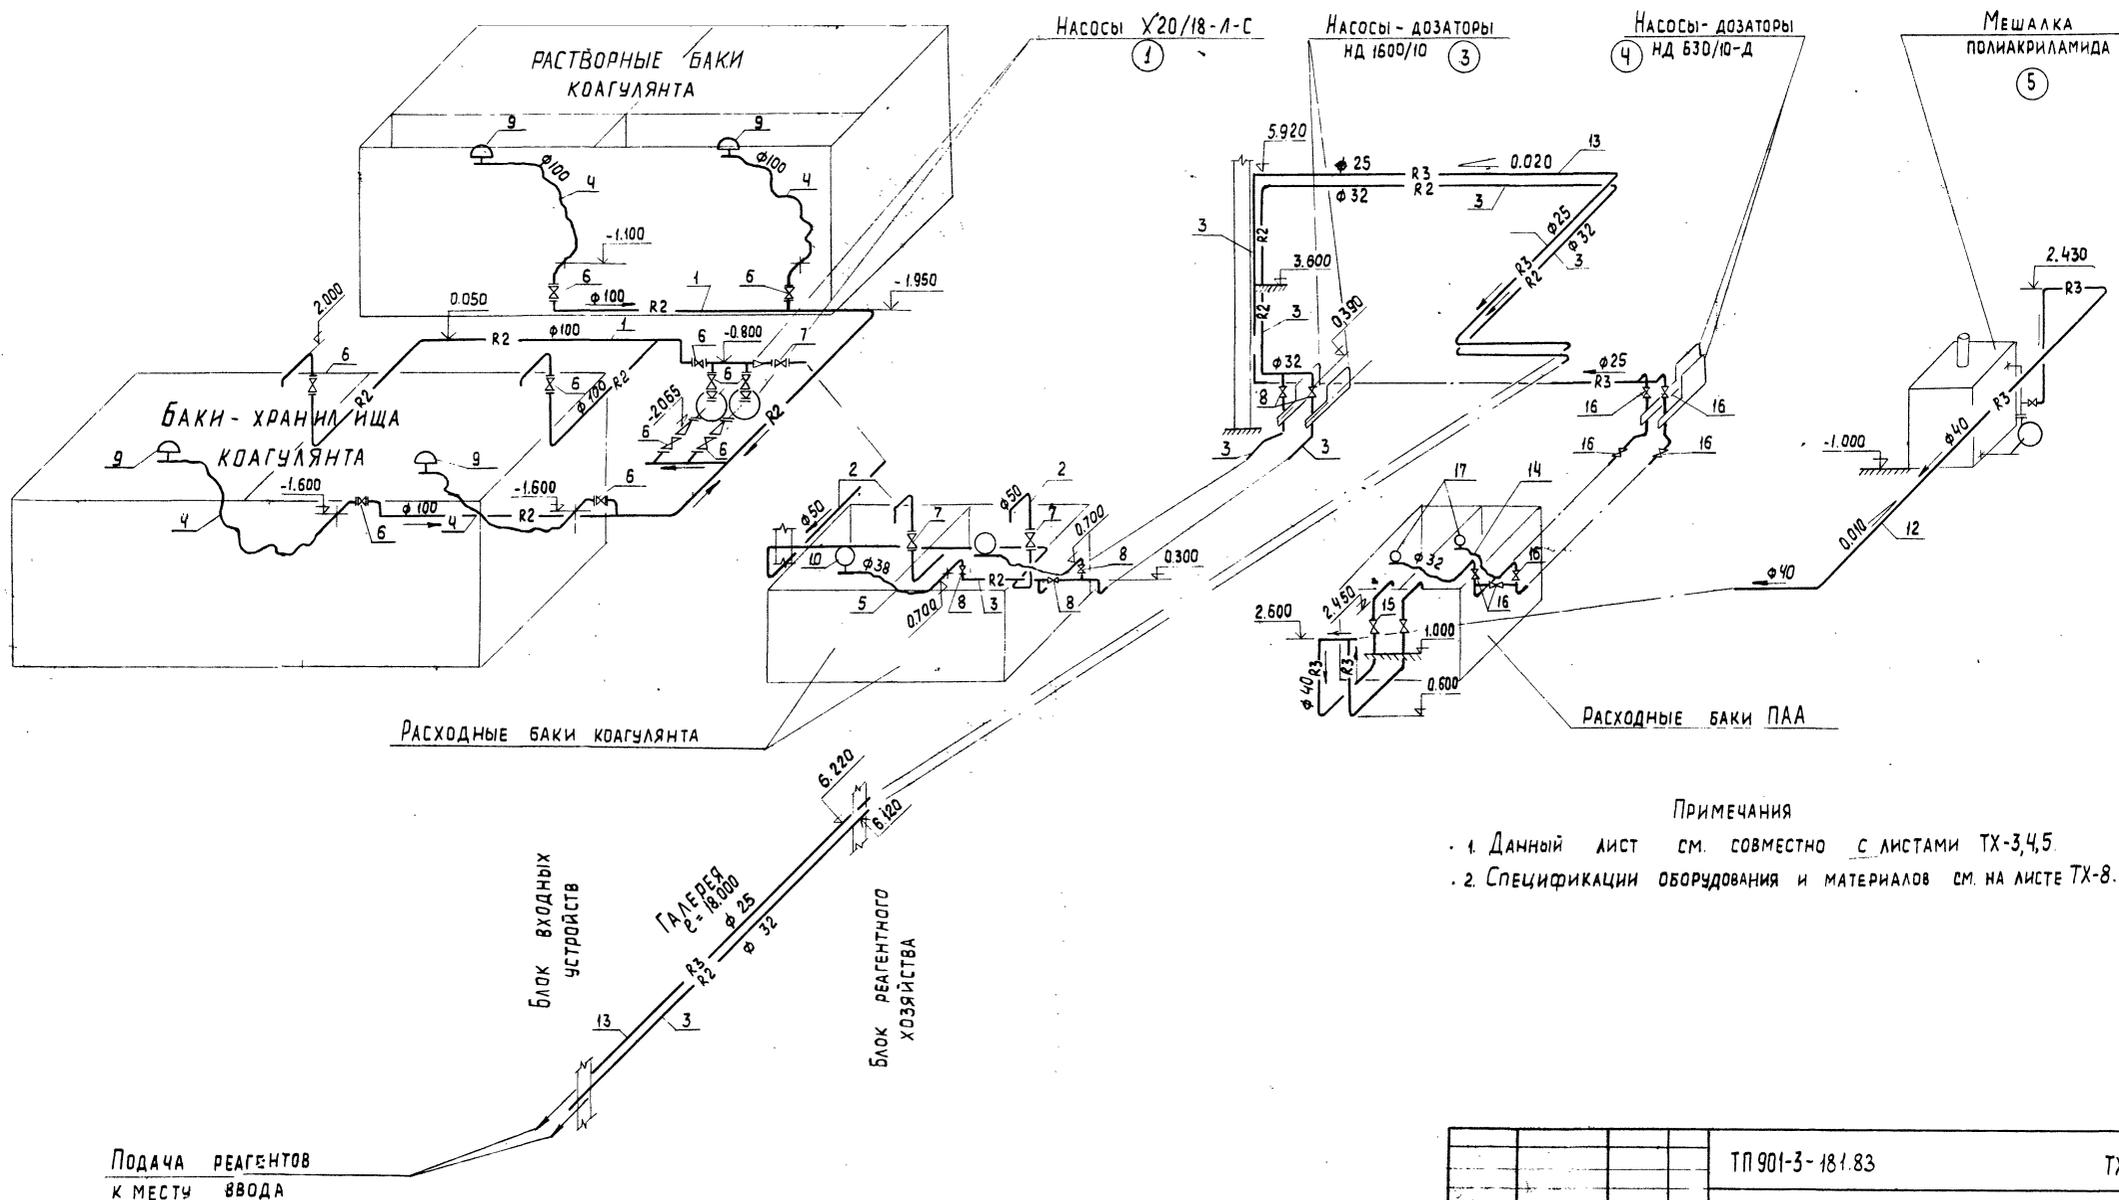 Насосы Х20/18-Л-С
1
Насосы-дозаторы
НД 1600/10
3
Насосы-дозаторы
НД 630/10-Д
4
Мешалка
полиакриламида
5
Растворные баки
коагулянта
9
9
ф100
ф100
4
4
-1.100
6
6
ф100
R2
1
-1.950
2.000
0.050
6
ф100
R2
1
6
-0.800
7
6
6
R2
R2
ф100
-2.065
6
6
R2
Баки-хранилища
коагулянта
9
9
-1.600
-1.600
6
4
6
ф100
4
R2
5.920
ф25
R3
0.020
13
ф32
R2
3
3
R2
ф25
ф32
3
R3
R2
3.600
R2
3
0.390
ф32
8
3
3
ф25
R3
16
16
16
16
2.430
R3
R3
ф40
-1.000
0.010
12
ф40
2
2
ф50
ф50
7
7
0.700
8
0.300
10
ф38
5
0.700
8
R2
3
8
17
14
ф32
16
16
2.450
15
2.600
1.000
R3
R3
ф40
0.600
Расходные баки коагулянта
Расходные баки ПАА
6.220
6.120
Галерея
ℓ=18.000
ф25
ф32
R3
R2
13
3
Блок входных
устройств
Блок реагентного
хозяйства
Подача реагентов
к месту ввода
Примечания
1. Данный лист см. совместно с листами ТХ-3,4,5.
2. Спецификации оборудования и материалов см. на листе ТХ-8.
ТП 901-3-181.83